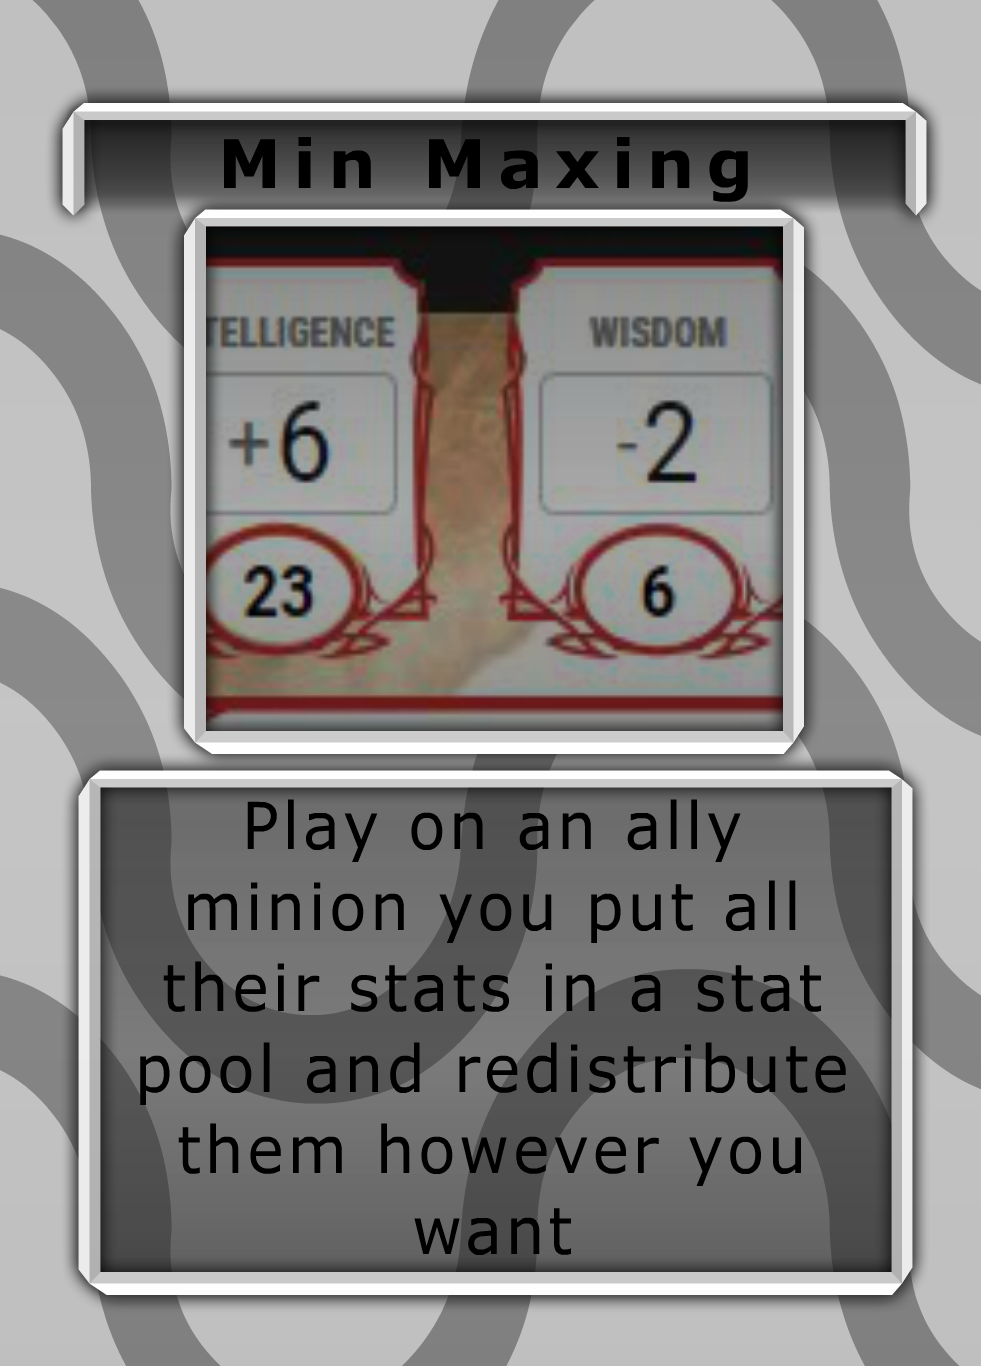 Min Maxing
TELLIGENCE
WISDOM
+6
-2
23
6
Play on an ally
minion you put all
their stats in a stat
pool and redistribute
them however you
want